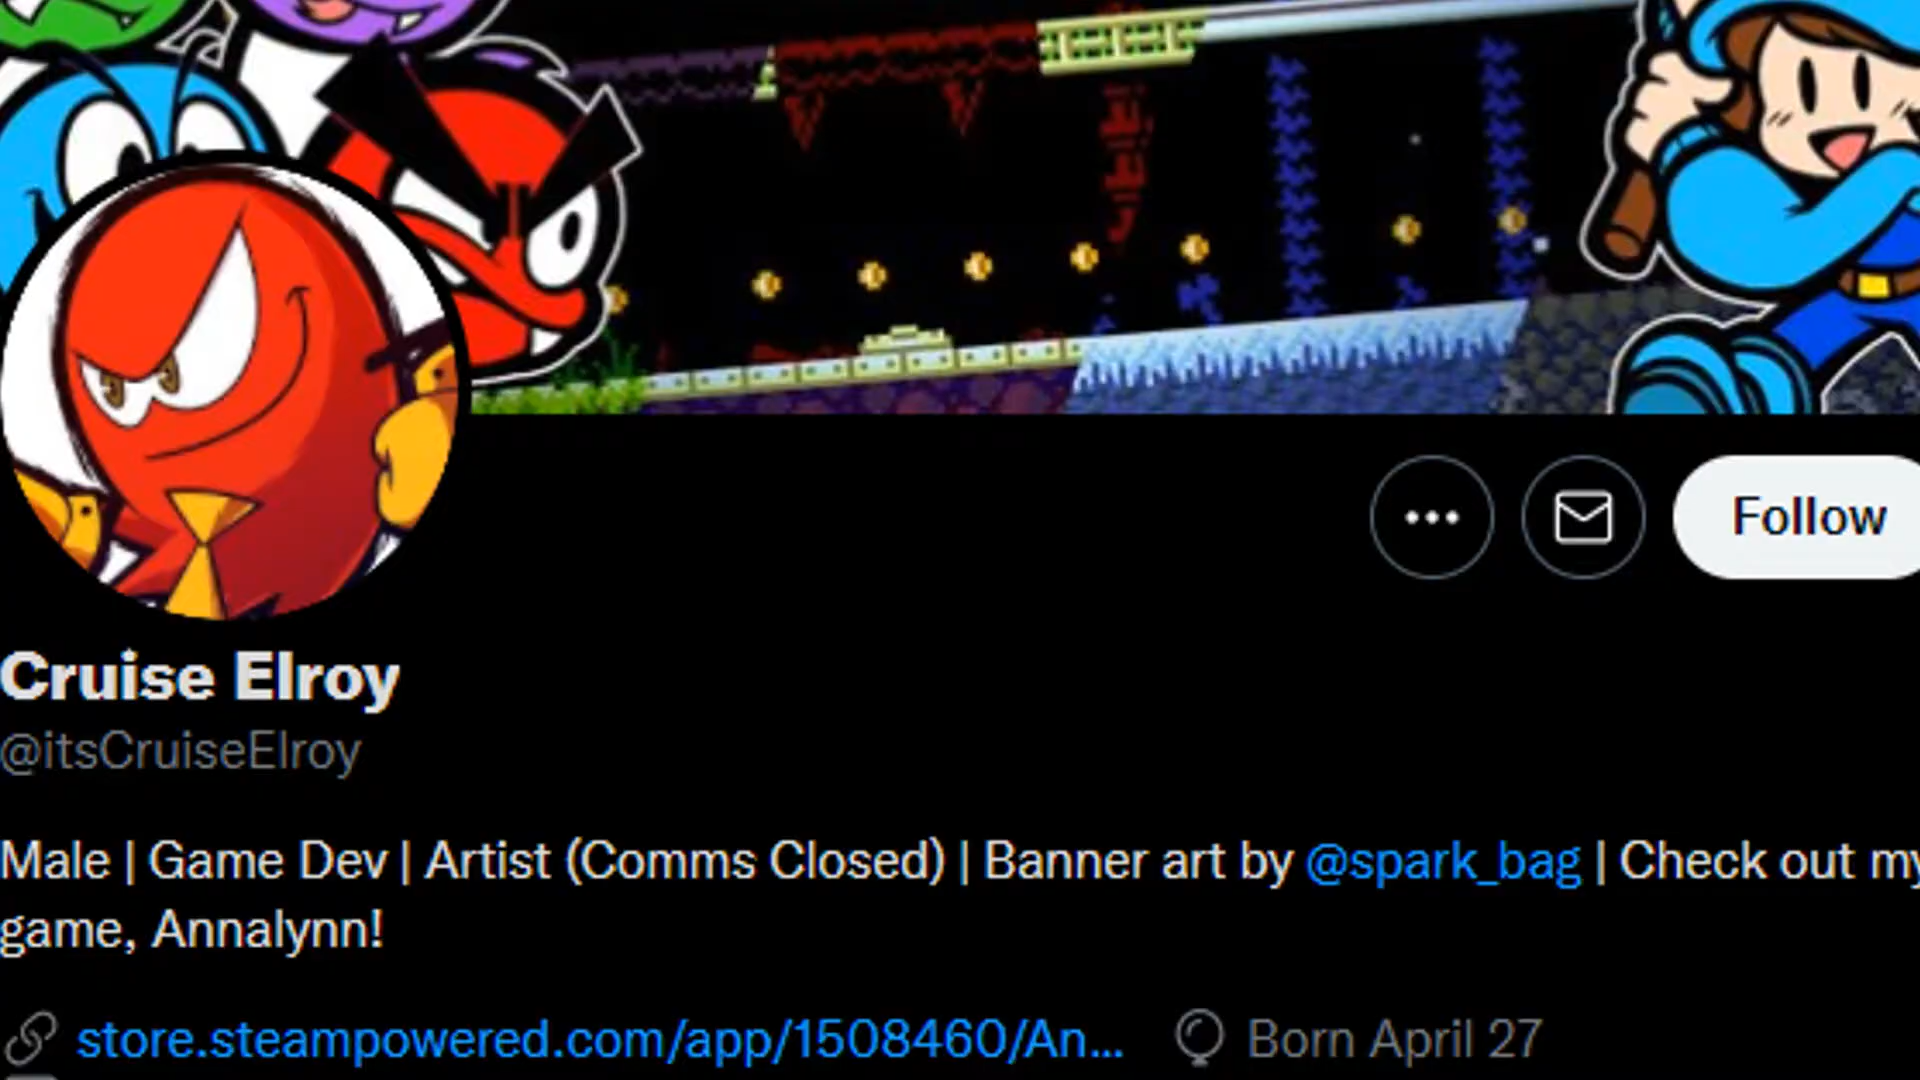 Follow
Cruise Elroy
@itsCruiseElroy
Male | Game Dev | Artist (Comms Closed) | Banner art by @spark_bag | Check out my
game, Annalynn!
store.steampowered.com/app/1508460/An... Born April 27